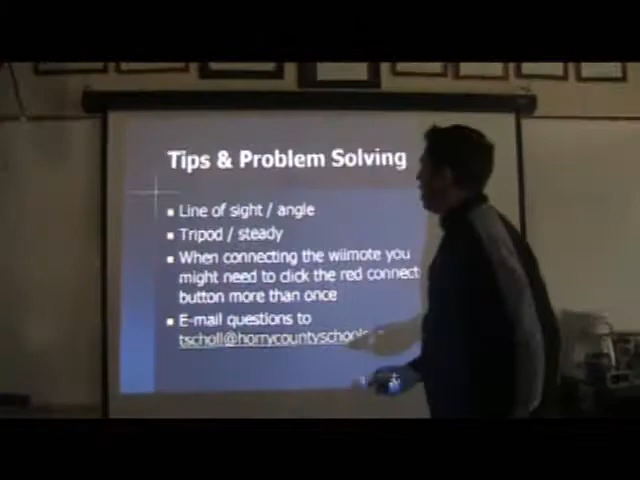 Tips & Problem Solving
Line of sight / angle
Tripod / steady
When connecting the wiimote you
might need to click the red connect
button more than once
E-mail questions to
tscholl@horrycountyschools